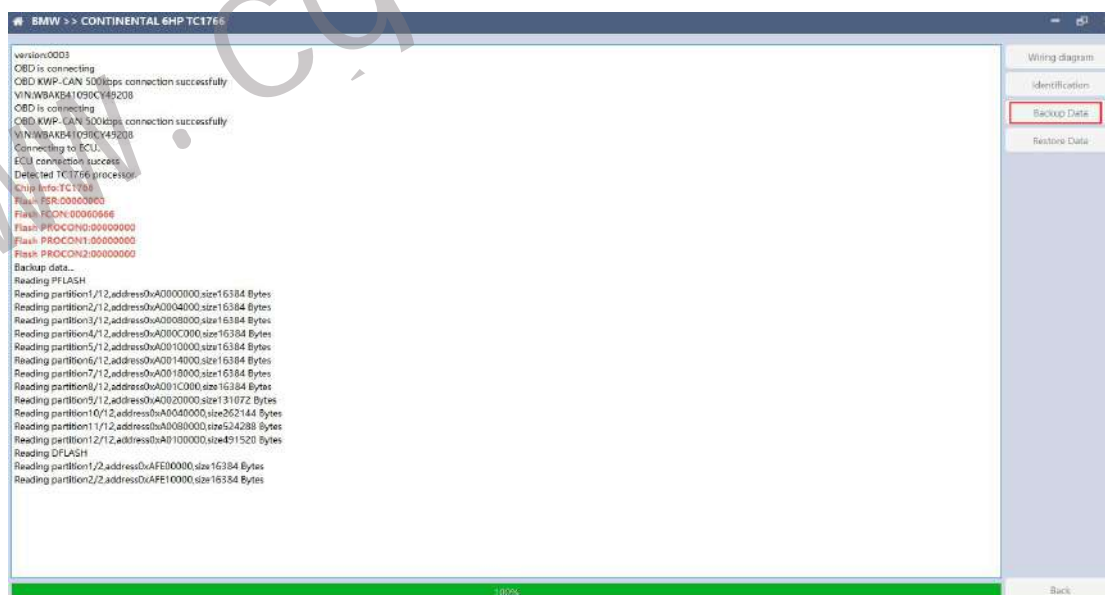 BMW >> CONTINENTAL 6HP TC1766
version:0003
OBD is connecting
OBD KWP-CAN 500kbps connection successfully
VIN:WBAKB41090CY49208
OBD is connecting
OBD KWP-CAN 500kbps connection successfully
VIN:WBAKB41090CY49208
Connecting to ECU.
ECU connection success
Detected TC1766 processor.
Chip Info:TC1766
Flash FSR:00000000
Flash FCON:00060666
Flash PROCON0:00000000
Flash PROCON1:00000000
Flash PROCON2:00000000
Backup data...
Reading PFLASH
Reading partition1/12,address0xA0000000,size16384 Bytes
Reading partition2/12,address0xA0004000,size16384 Bytes
Reading partition3/12,address0xA0008000,size16384 Bytes
Reading partition4/12,address0xA000C000,size16384 Bytes
Reading partition5/12,address0xA0010000,size16384 Bytes
Reading partition6/12,address0xA0014000,size16384 Bytes
Reading partition7/12,address0xA0018000,size16384 Bytes
Reading partition8/12,address0xA001C000,size16384 Bytes
Reading partition9/12,address0xA0020000,size131072 Bytes
Reading partition10/12,address0xA0040000,size262144 Bytes
Reading partition11/12,address0xA0080000,size524288 Bytes
Reading partition12/12,address0xA0100000,size491520 Bytes
Reading DFLASH
Reading partition1/2,address0xAFE00000,size16384 Bytes
Reading partition2/2,address0xAFE10000,size16384 Bytes
100%
Wiring diagram
Identification
Backup Data
Restore Data
Back